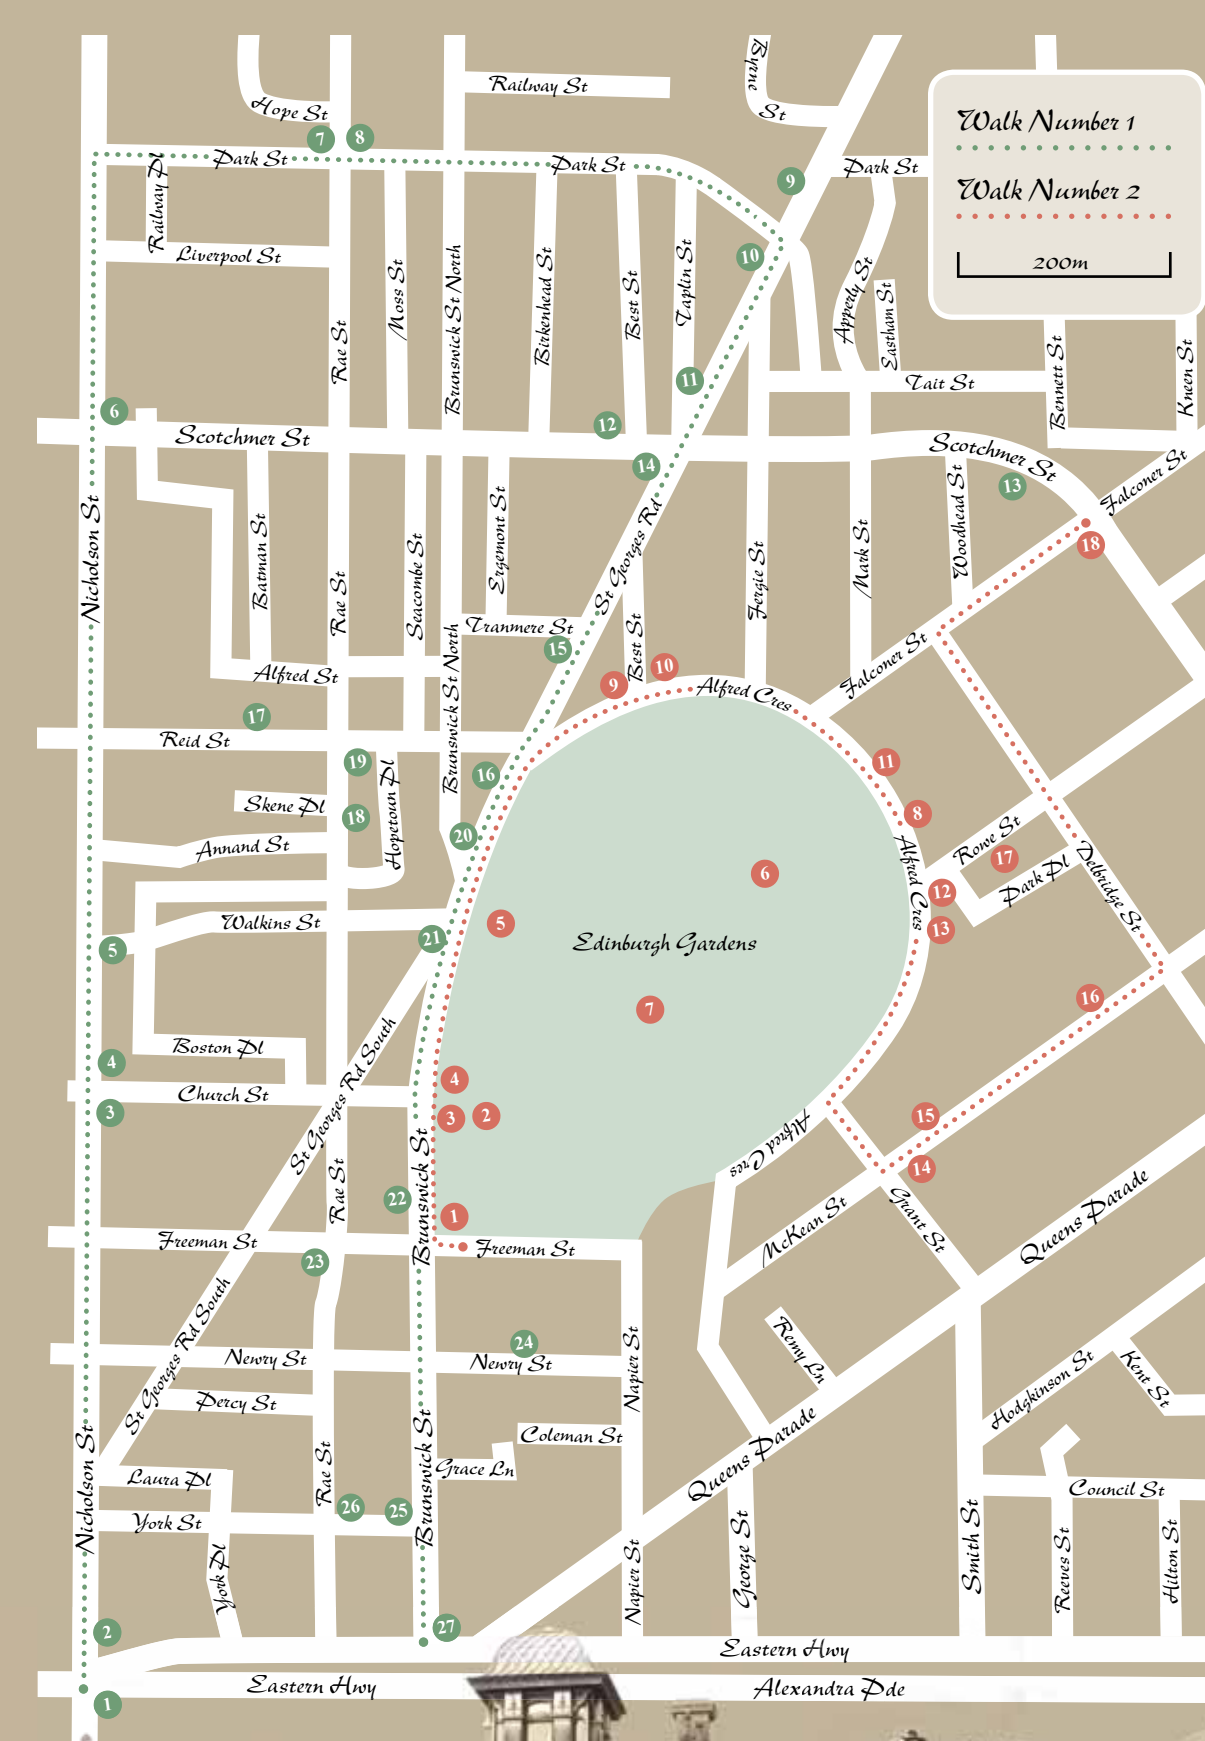 Byrne
St
Railway St
Hope St
Walk Number 1
Walk Number 2
200m
7
8
Park St
Park St
Park St
9
Railway Pl
Liverpool St
10
Rae St
Moss St
Brunswick St North
Birkenhead St
Best St
Taplin St
Apperly St
Eastham St
Tait St
Bennett St
Kneen St
11
6
12
Scotchmer St
Scotchmer St
14
13
Falconer St
Nicholson St
Batman St
Rae St
Seacombe St
Ergemont St
St Georges Rd
Fergie St
Mark St
Woodhead St
18
Tranmere St
15
Best St
9
10
Falconer St
Alfred St
Brunswick St North
Alfred Cres
17
Reid St
19
16
11
Skene Pl
18
Hopetoun Pl
8
20
Annand St
Alfred Cres
Rowe St
17
Park Pl
Delbridge St
6
12
Walkins St
5
13
5
21
Edinburgh Gardens
16
7
Boston Pl
4
St Georges Rd South
4
Church St
3
3
2
15
Alfred Cres
14
Brunswick St
Rae St
22
1
McKean St
Grant St
Queens Parade
Freeman St
Freeman St
23
St Georges Rd South
24
Newry St
Newry St
Napier St
Remy Ln
Hodgkinson St
Kent St
Percy St
Coleman St
Queens Parade
Nicholson St
Rae St
Brunswick St
Grace Ln
Laura Pl
Council St
26
25
York St
York Pl
Napier St
George St
Smith St
Reeves St
Hilton St
2
27
Eastern Hwy
Eastern Hwy
Alexandra Pde
1